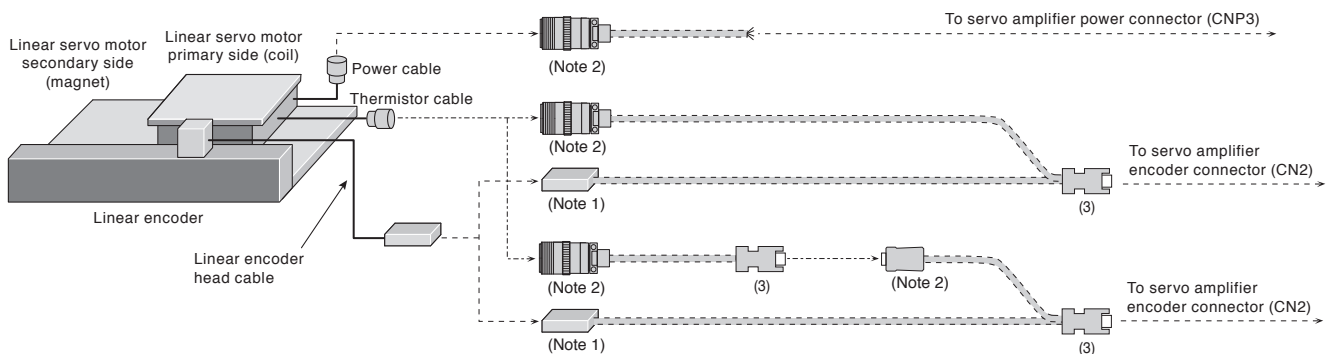 To servo amplifier power connector (CNP3)
Linear servo motor
secondary side
(magnet)
Linear servo motor
primary side (coil)
Power cable
(Note 2)
Thermistor cable
(Note 2)
To servo amplifier
encoder connector (CN2)
(Note 1)
(3)
Linear encoder
Linear encoder
head cable
(Note 2)
(3)
(Note 2)
To servo amplifier
encoder connector (CN2)
(Note 1)
(3)